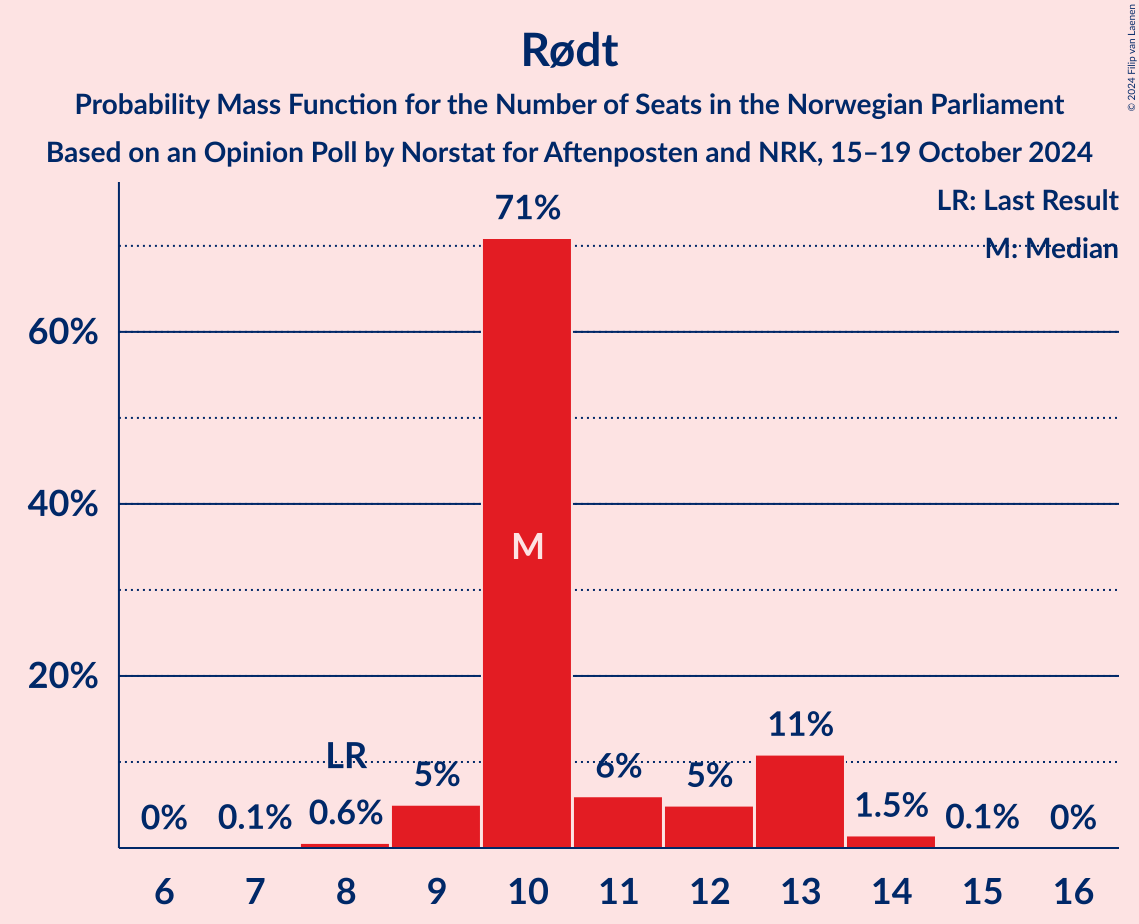 Rødt
Probability Mass Function for the Number of Seats in the Norwegian Parliament
Based on an Opinion Poll by Norstat for Aftenposten and NRK, 15–19 October 2024
© 2024 Filip van Laenen
LR: Last Result
M: Median
71%
60%
40%
20%
M
LR
0%
0.1%
0.6%
5%
6%
5%
11%
1.5%
0.1%
0%
6 7 8 9 10 11 12 13 14 15 16